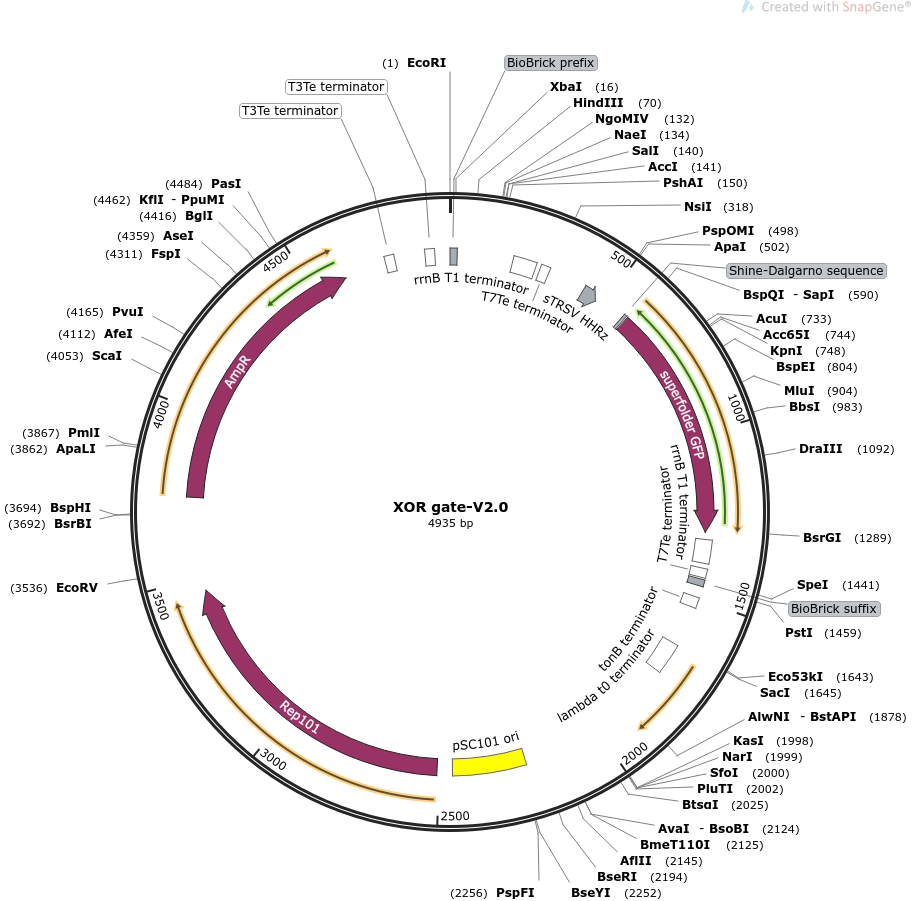 Created with SnapGene®
(1) EcoRI
BioBrick prefix
T3Te terminator
T3Te terminator
XbaI (16)
HindIII (70)
NgoMIV (132)
NaeI (134)
SalI (140)
AccI (141)
PshAI (150)
NsiI (318)
PspOMI (498)
ApaI (502)
Shine-Dalgarno sequence
BspQI - SapI (590)
AcuI (733)
Acc65I (744)
KpnI (748)
BspEI (804)
MluI (904)
BbsI (983)
DraIII (1092)
BsrGI (1289)
SpeI (1441)
BioBrick suffix
PstI (1459)
Eco53kI (1643)
SacI (1645)
AlwNI - BstAPI (1878)
KasI (1998)
NarI (1999)
SfoI (2000)
PluTI (2002)
BtsαI (2025)
AvaI - BsoBI (2124)
BmeT110I (2125)
AflII (2145)
BseRI (2194)
BseYI (2252)
(2256) PspFI
(3536) EcoRV
(3692) BsrBI
(3694) BspHI
(3862) ApaLI
(3867) PmlI
(4053) ScaI
(4112) AfeI
(4165) PvuI
(4311) FspI
(4359) AseI
(4416) BglI
(4462) KflI - PpuMI
(4484) PasI
500
1000
1500
2000
2500
3000
3500
4000
4500
rrnB T1 terminator
T7Te terminator
sTRSV HHRz
superfolder GFP
rrnB T1 terminator
T7Te terminator
tonB terminator
lambda t0 terminator
pSC101 ori
Rep101
AmpR
XOR gate-V2.0
4935 bp